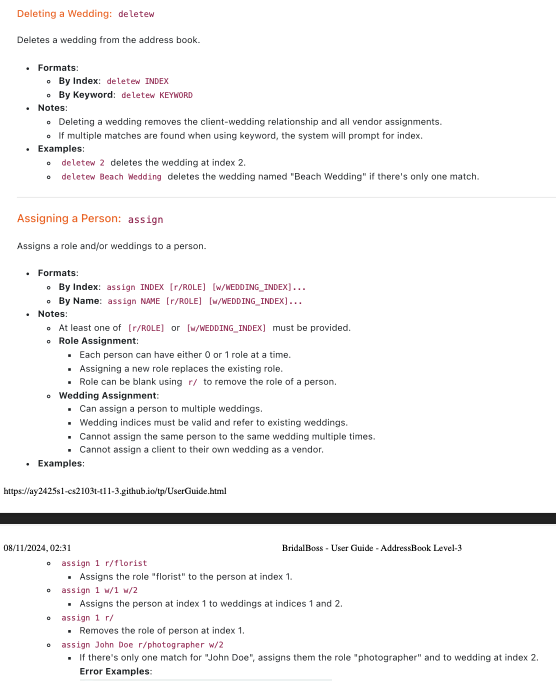 Deleting a Wedding: deletew
Deletes a wedding from the address book.
Formats:
By Index: deletew INDEX
By Keyword: deletew KEYWORD
Notes:
Deleting a wedding removes the client-wedding relationship and all vendor assignments.
If multiple matches are found when using keyword, the system will prompt for index.
Examples:
deletew 2 deletes the wedding at index 2.
deletew Beach Wedding deletes the wedding named "Beach Wedding" if there's only one match.
Assigning a Person: assign
Assigns a role and/or weddings to a person.
Formats:
By Index: assign INDEX [r/ROLE] [w/WEDDING_INDEX]...
By Name: assign NAME [r/ROLE] [w/WEDDING_INDEX]...
Notes:
At least one of [r/ROLE] or [w/WEDDING_INDEX] must be provided.
Role Assignment:
Each person can have either 0 or 1 role at a time.
Assigning a new role replaces the existing role.
Role can be blank using r/ to remove the role of a person.
Wedding Assignment:
Can assign a person to multiple weddings.
Wedding indices must be valid and refer to existing weddings.
Cannot assign the same person to the same wedding multiple times.
Cannot assign a client to their own wedding as a vendor.
Examples:
https://ay2425s1-cs2103t-t11-3.github.io/tp/UserGuide.html
08/11/2024, 02:31 BridalBoss - User Guide - AddressBook Level-3
assign 1 r/florist
Assigns the role "florist" to the person at index 1.
assign 1 w/1 w/2
Assigns the person at index 1 to weddings at indices 1 and 2.
assign 1 r/
Removes the role of person at index 1.
assign John Doe r/photographer w/2
If there's only one match for "John Doe", assigns them the role "photographer" and to wedding at index 2.
Error Examples: